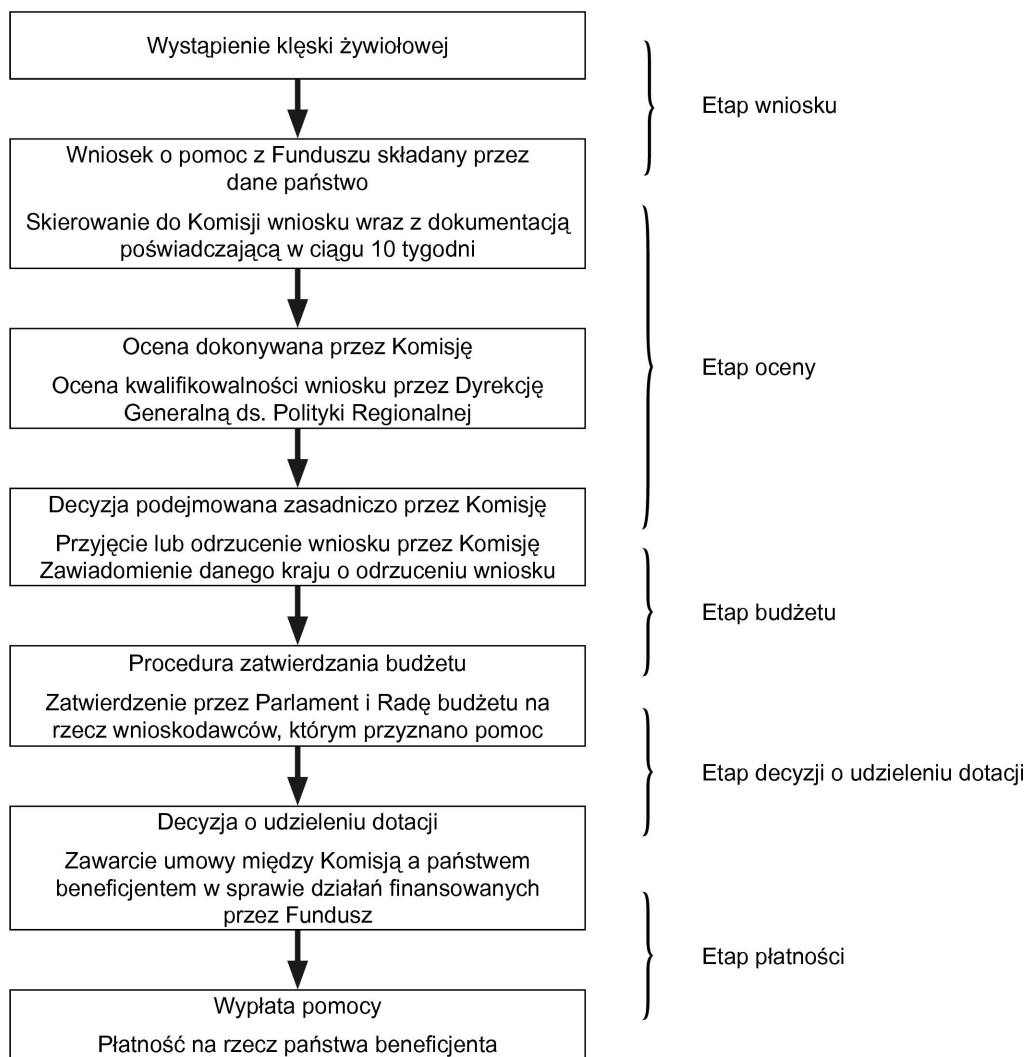 Wystąpienie klęski żywiołowej
Etap wniosku
Wniosek o pomoc z Funduszu składany przez
dane państwo
Skierowanie do Komisji wniosku wraz z dokumentacją
poświadczającą w ciągu 10 tygodni
Ocena dokonywana przez Komisję
Ocena kwalifikowalności wniosku przez Dyrekcję
Generalną ds. Polityki Regionalnej
Etap oceny
Decyzja podejmowana zasadniczo przez Komisję
Przyjęcie lub odrzucenie wniosku przez Komisję
Zawiadomienie danego kraju o odrzuceniu wniosku
Etap budżetu
Procedura zatwierdzania budżetu
Zatwierdzenie przez Parlament i Radę budżetu na
rzecz wnioskodawców, którym przyznano pomoc
Etap decyzji o udzieleniu dotacji
Decyzja o udzieleniu dotacji
Zawarcie umowy między Komisją a państwem
beneficjentem w sprawie działań finansowanych
przez Fundusz
Etap płatności
Wypłata pomocy
Płatność na rzecz państwa beneficjenta